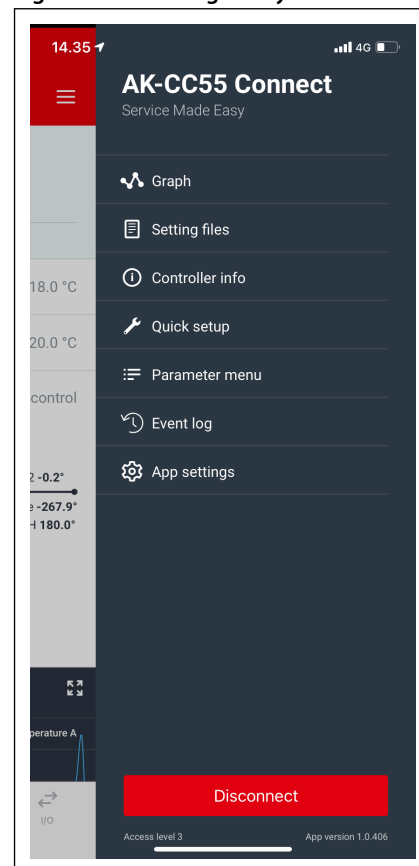 14.35
4G
AK-CC55 Connect
Service Made Easy
Graph
Setting files
18.0 °C
Controller info
Quick setup
20.0 °C
Parameter menu
control
Event log
App settings
2 -0.2°
e -267.9°
H 180.0°
perature A
I/O
Disconnect
Access level 3
App version 1.0.406